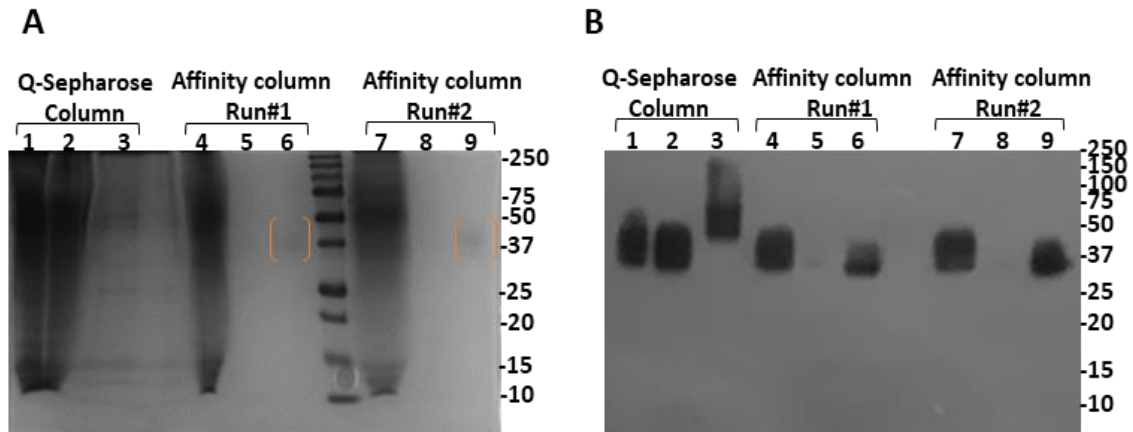 A
Q-Sepharose
Column
Affinity column
Run#1
Affinity column
Run#2
1 2 3 4 5 6 7 8 9
-250
-75
-50
-37
-25
-20
-15
-10
B
Q-Sepharose
Column
Affinity column
Run#1
Affinity column
Run#2
1 2 3 4 5 6 7 8 9
-250
-150
-100
-75
-50
-37
-25
-20
-15
-10